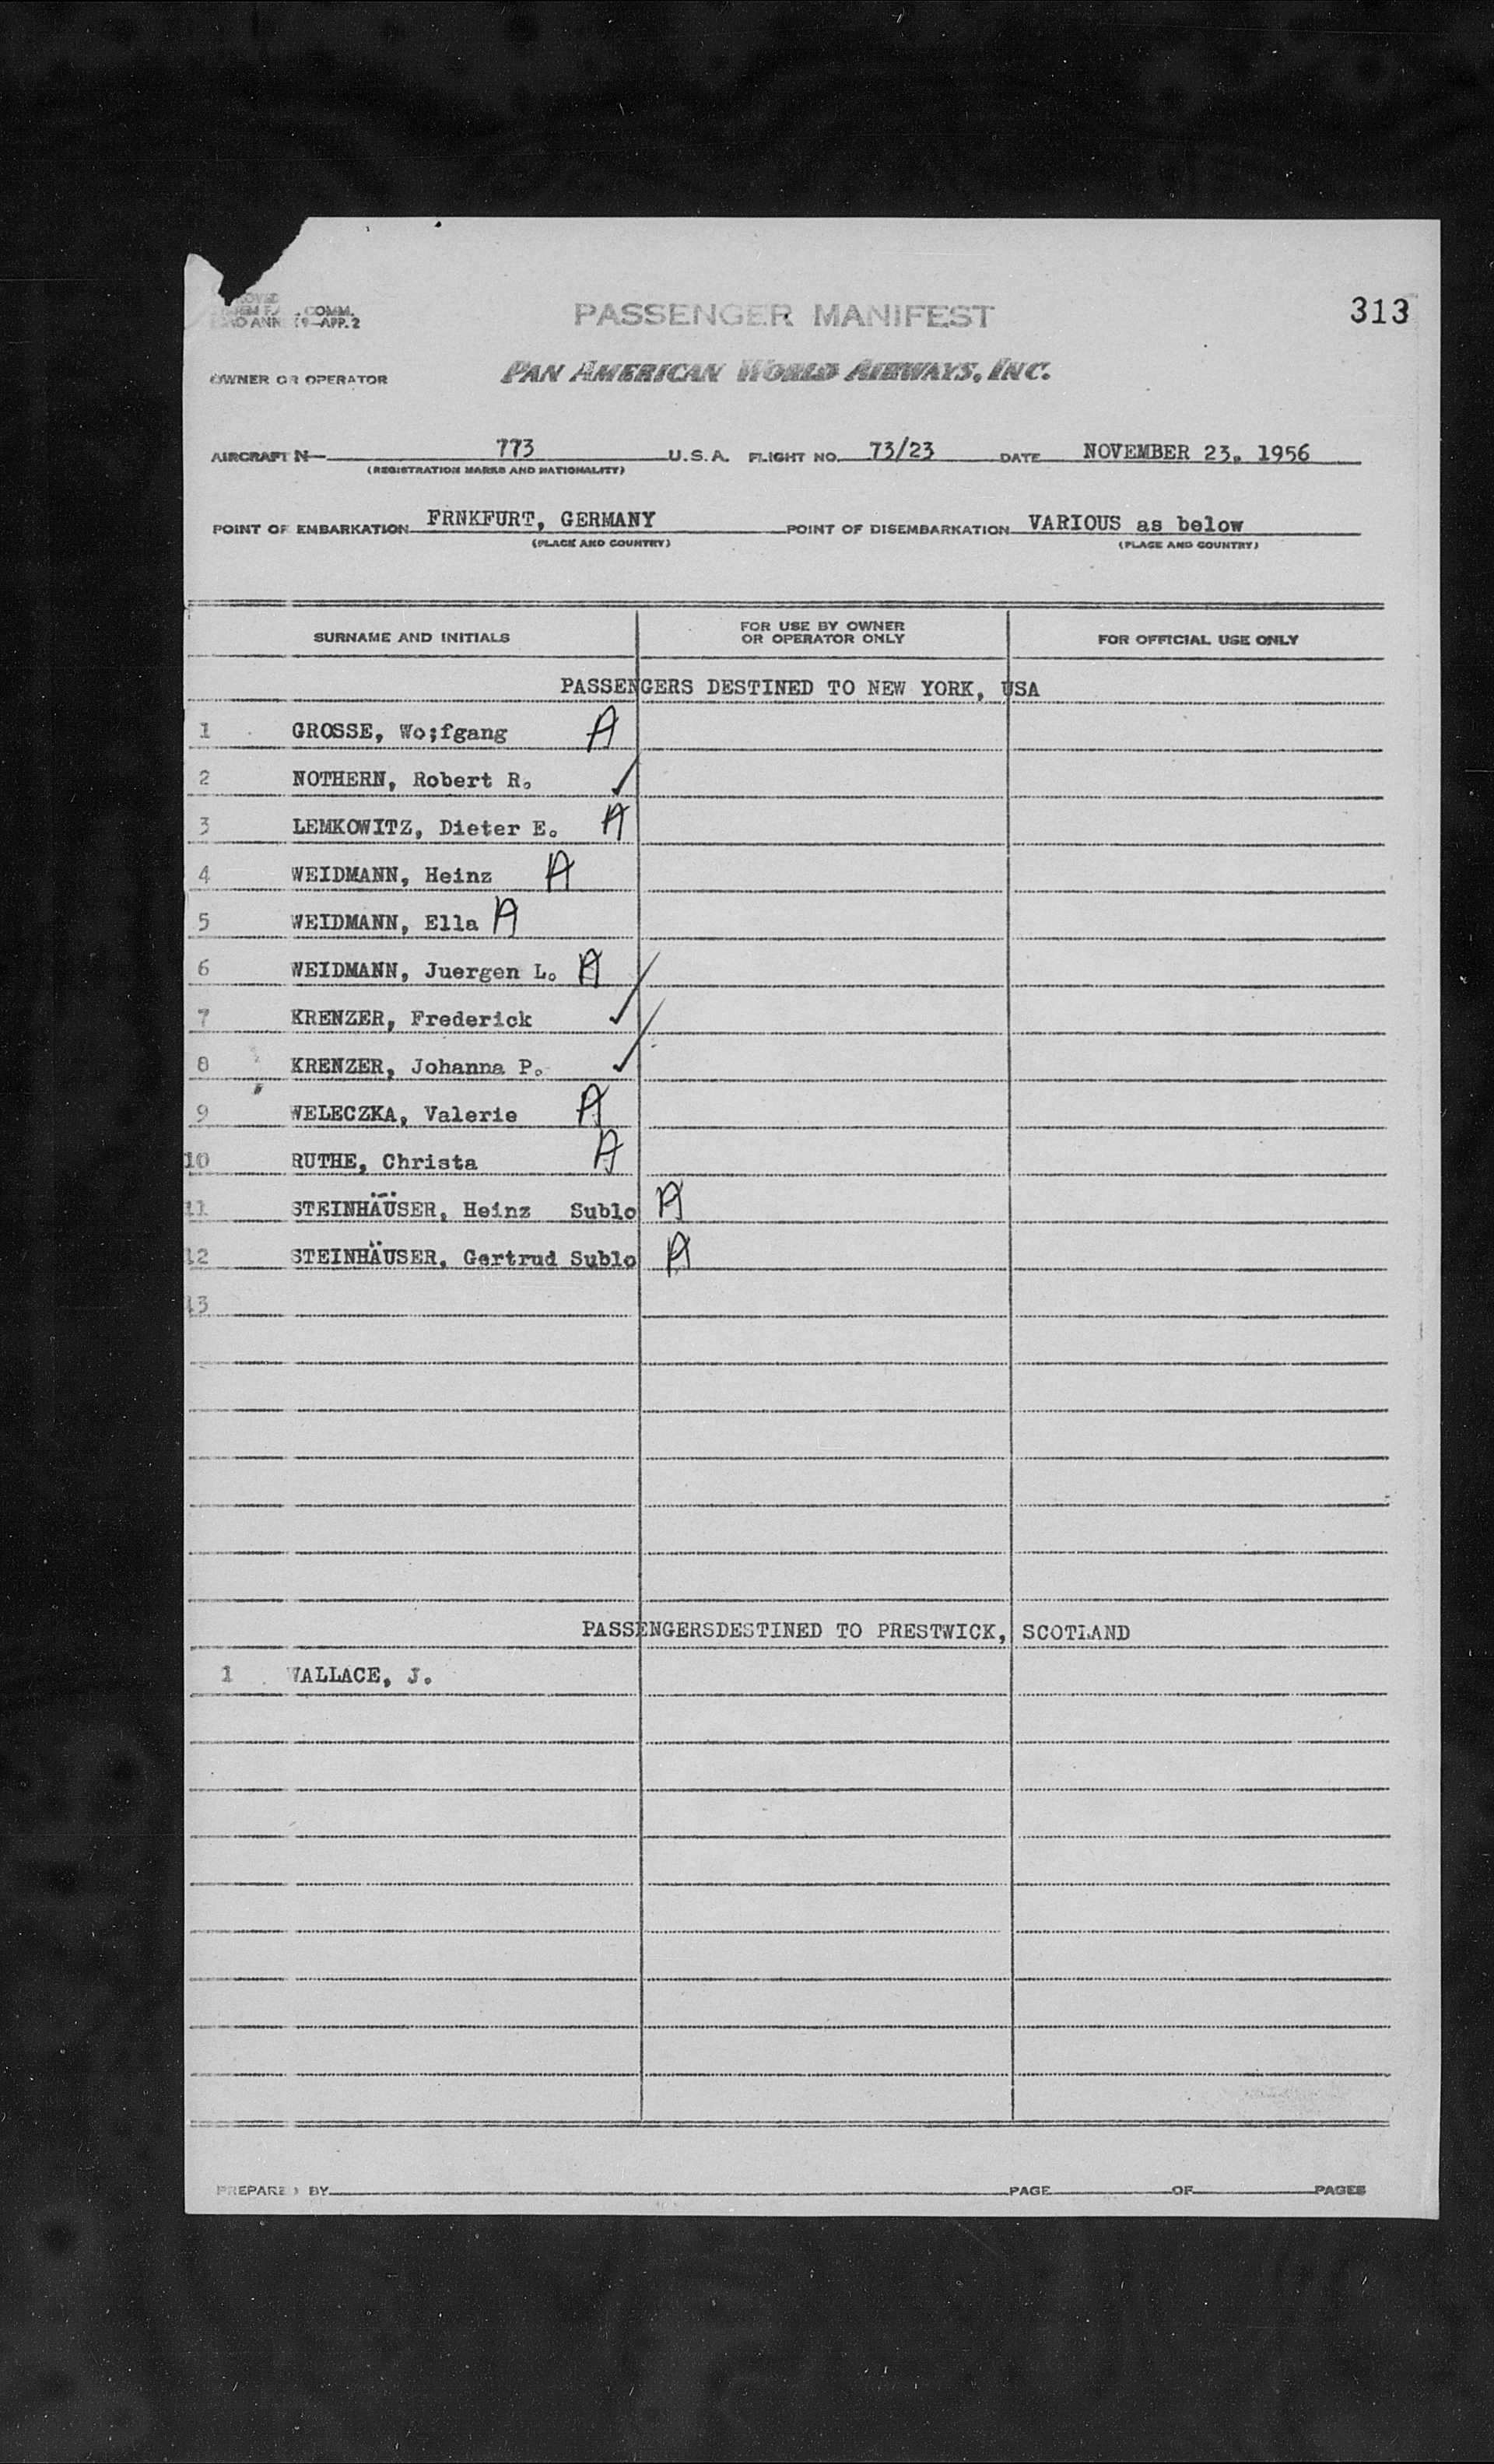 ROVED
COMM.
PASSENGER MANIFEST
313
APP. 2
OWNER OR OPERATOR
PAN AMERICAN WORLD AIRWAYS, INC.
AIRCRAFT N— 773 U.S.A. FLIGHT NO. 73/23 DATE NOVEMBER 23, 1956
(REGISTRATION MARKS AND NATIONALITY)
POINT OF EMBARKATION FRNKFURT, GERMANY POINT OF DISEMBARKATION VARIOUS as below
(PLACE AND COUNTRY) (PLACE AND COUNTRY)
SURNAME AND INITIALS
FOR USE BY OWNER
OR OPERATOR ONLY
FOR OFFICIAL USE ONLY
PASSENGERS DESTINED TO NEW YORK, USA
1 GROSSE, Wo;fgang A
2 NOTHERN, Robert R. ✓
3 LEMKOWITZ, Dieter E. A
4 WEIDMANN, Heinz A
5 WEIDMANN, Ella A
6 WEIDMANN, Juergen L. A
7 KRENZER, Frederick ✓
8 KRENZER, Johanna P. ✓
9 WELECZKA, Valerie A
10 RUTHE, Christa A
11 STEINHÄÜSER, Heinz Sublo A
12 STEINHÄUSER, Gertrud Sublo A
13
PASSENGERSDESTINED TO PRESTWICK, SCOTLAND
1 WALLACE, J.
PREPARED BY PAGE OF PAGES